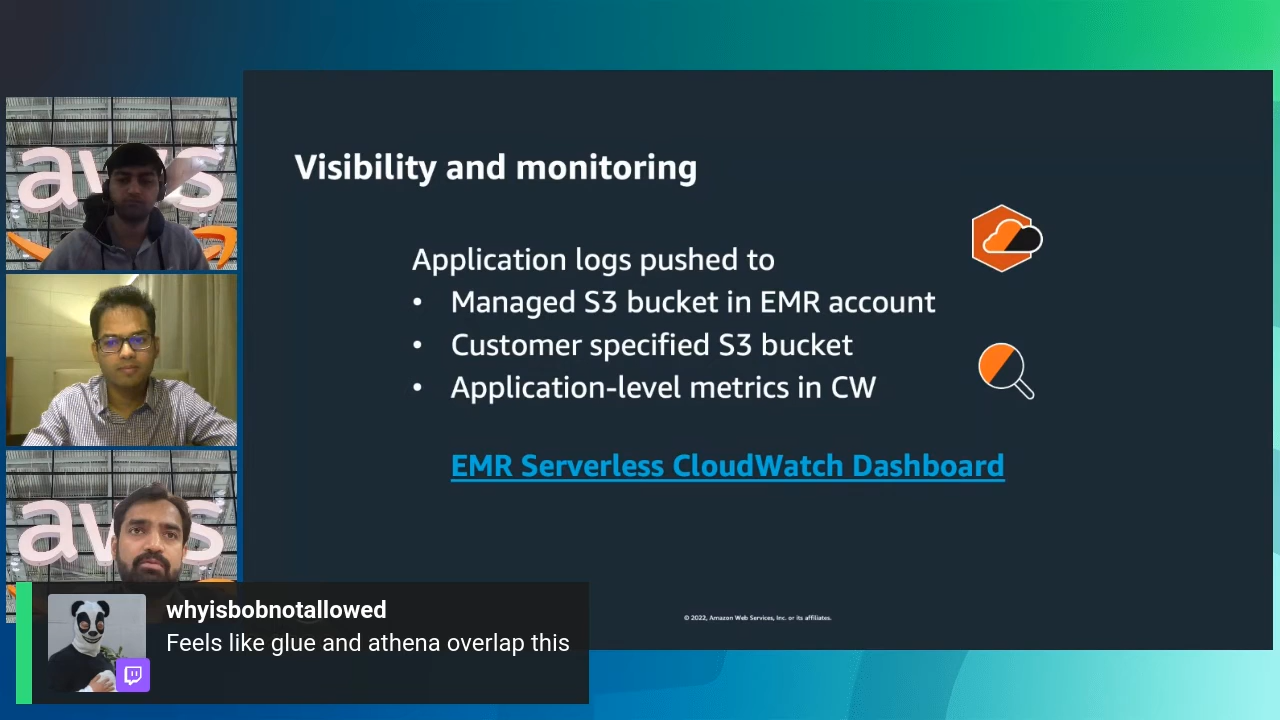 aws
aws
Visibility and monitoring
Application logs pushed to
• Managed S3 bucket in EMR account
• Customer specified S3 bucket
• Application-level metrics in CW
EMR Serverless CloudWatch Dashboard
© 2022, Amazon Web Services, Inc. or its affiliates.
whyisbobnotallowed
Feels like glue and athena overlap this